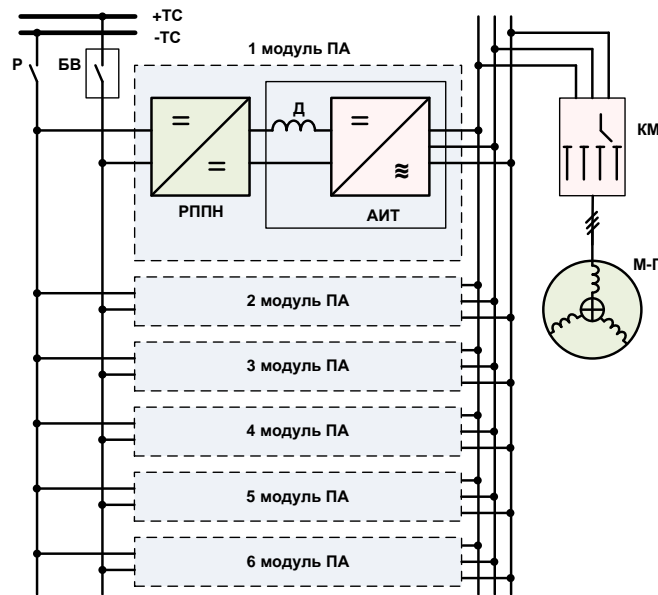 +ТС
-ТС
1 модуль ПА
Р
БВ
Д
КМ
РППН
АИТ
М-Г
2 модуль ПА
3 модуль ПА
4 модуль ПА
5 модуль ПА
6 модуль ПА